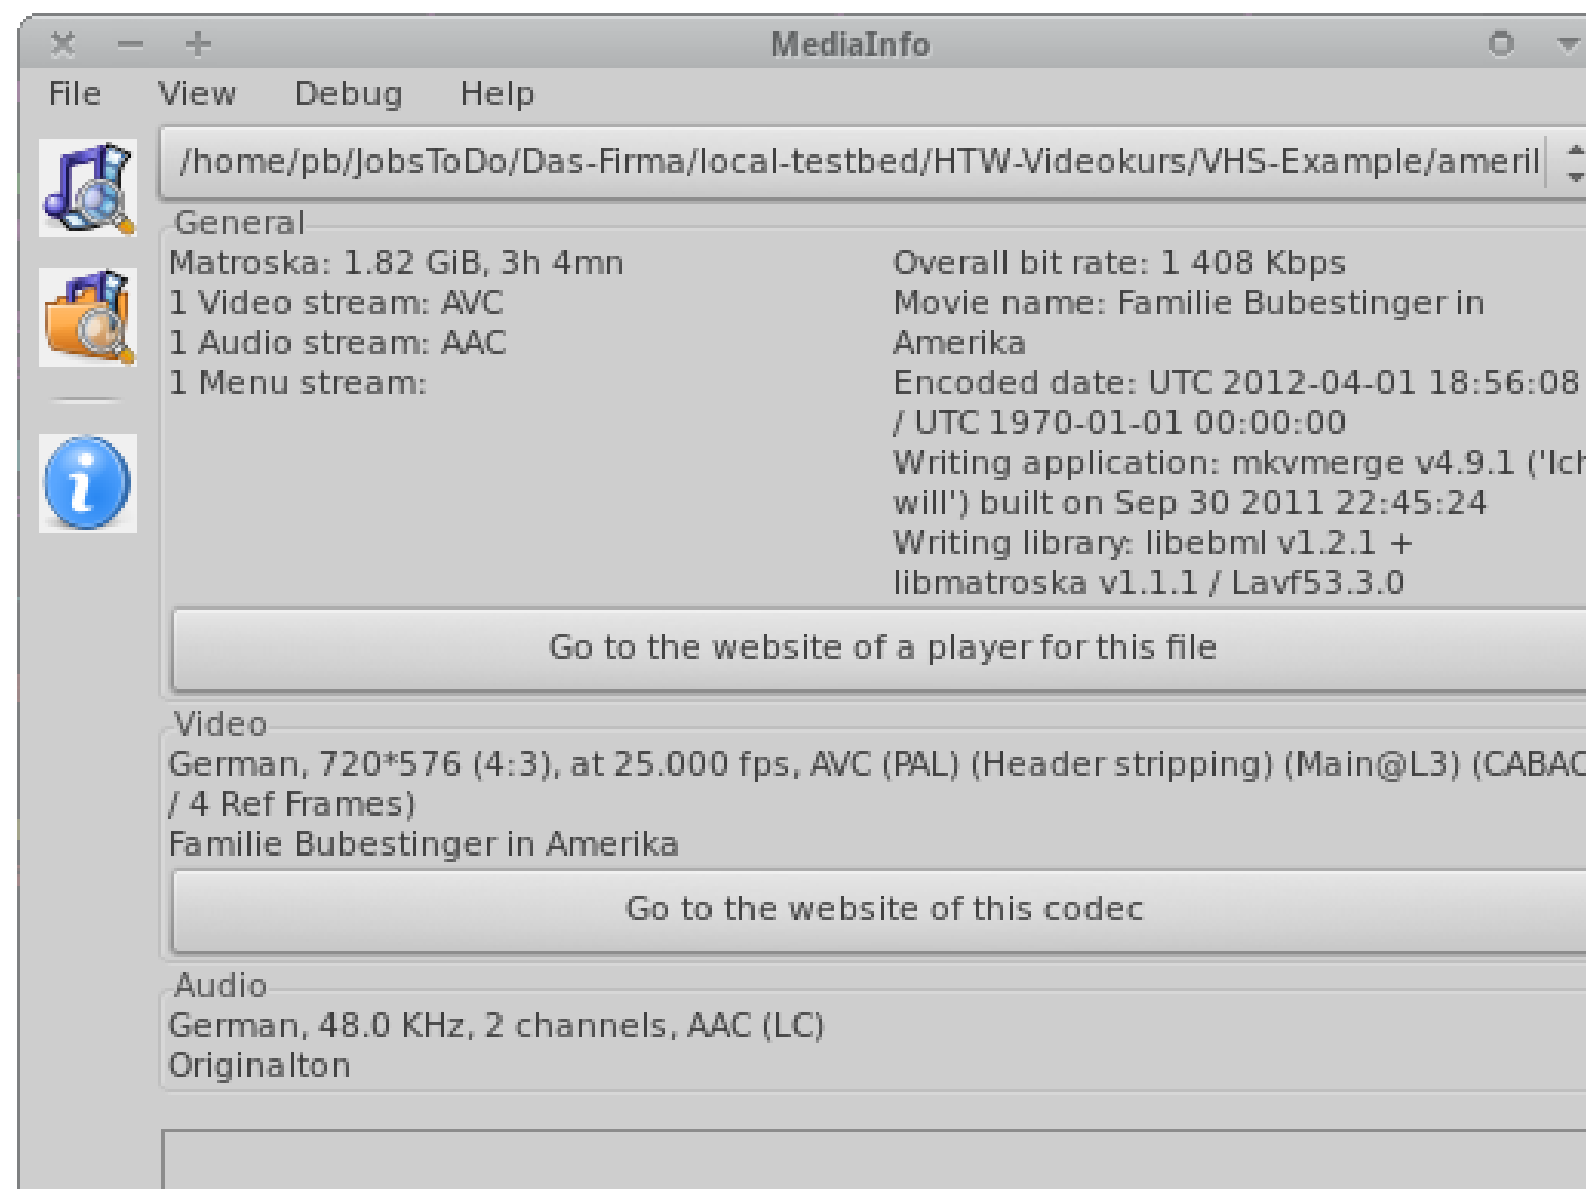 MediaInfo
File View Debug Help
/home/pb/JobsToDo/Das-Firma/local-testbed/HTW-Videokurs/VHS-Example/ameril
General
Matroska: 1.82 GiB, 3h 4mn
1 Video stream: AVC
1 Audio stream: AAC
1 Menu stream:
Overall bit rate: 1 408 Kbps
Movie name: Familie Bubestinger in
Amerika
Encoded date: UTC 2012-04-01 18:56:08
/ UTC 1970-01-01 00:00:00
Writing application: mkvmerge v4.9.1 ('Ich
will') built on Sep 30 2011 22:45:24
Writing library: libebml v1.2.1 +
libmatroska v1.1.1 / Lavf53.3.0
Go to the website of a player for this file
Video
German, 720*576 (4:3), at 25.000 fps, AVC (PAL) (Header stripping) (Main@L3) (CABAC
/ 4 Ref Frames)
Familie Bubestinger in Amerika
Go to the website of this codec
Audio
German, 48.0 KHz, 2 channels, AAC (LC)
Originalton